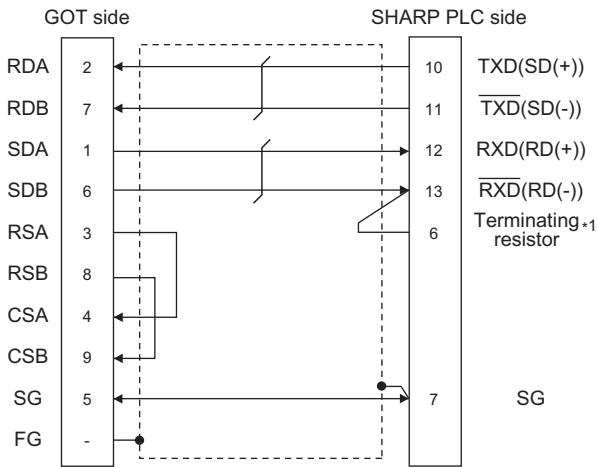 GOT side SHARP PLC side
RDA 2 10 TXD(SD(+))
RDB 7 11 TXD(SD(-))
SDA 1 12 RXD(RD(+))
SDB 6 13 RXD(RD(-))
RSA 3 6 Terminating *1
resistor
RSB 8
CSA 4
CSB 9
SG 5 7 SG
FG -